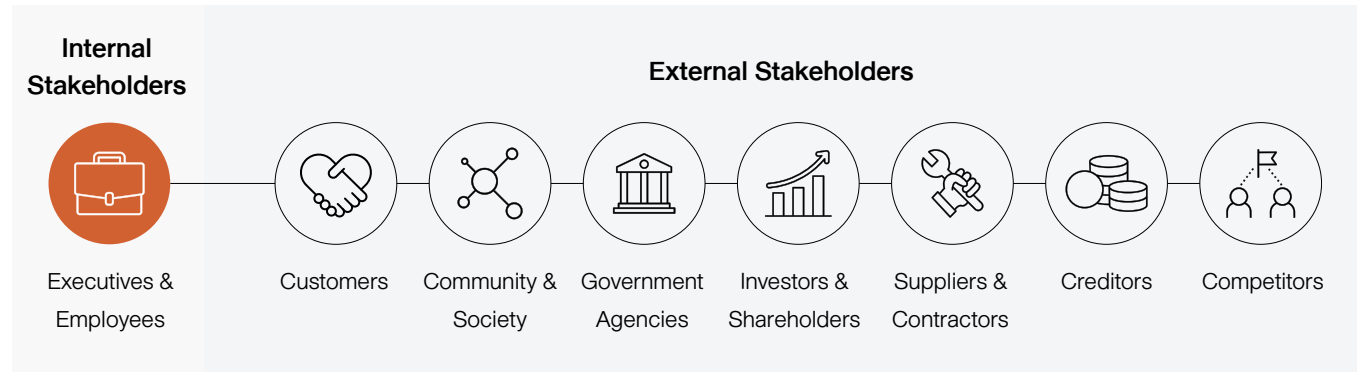 Internal
Stakeholders
External Stakeholders
Executives &
Employees
Customers
Community &
Society
Government
Agencies
Investors &
Shareholders
Suppliers &
Contractors
Creditors
Competitors